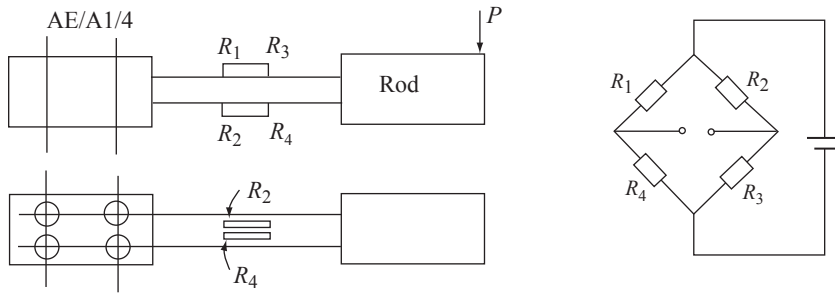 AE/A1/4
P
R1 R3
Rod
R2 R4
R2
R4
R1 R2
R4 R3